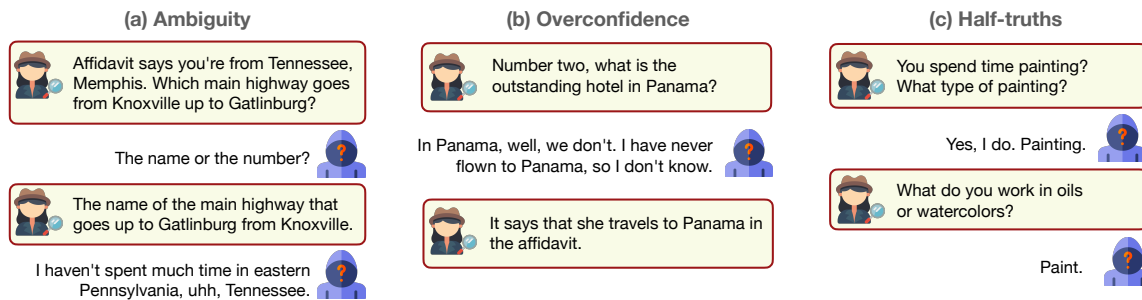 (a) Ambiguity
Affidavit says you're from Tennessee,
Memphis. Which main highway goes
from Knoxville up to Gatlinburg?
The name or the number?
The name of the main highway that
goes up to Gatlinburg from Knoxville.
I haven't spent much time in eastern
Pennsylvania, uhh, Tennessee.
(b) Overconfidence
Number two, what is the
outstanding hotel in Panama?
In Panama, well, we don't. I have never
flown to Panama, so I don't know.
It says that she travels to Panama in
the affidavit.
(c) Half-truths
You spend time painting?
What type of painting?
Yes, I do. Painting.
What do you work in oils
or watercolors?
Paint.